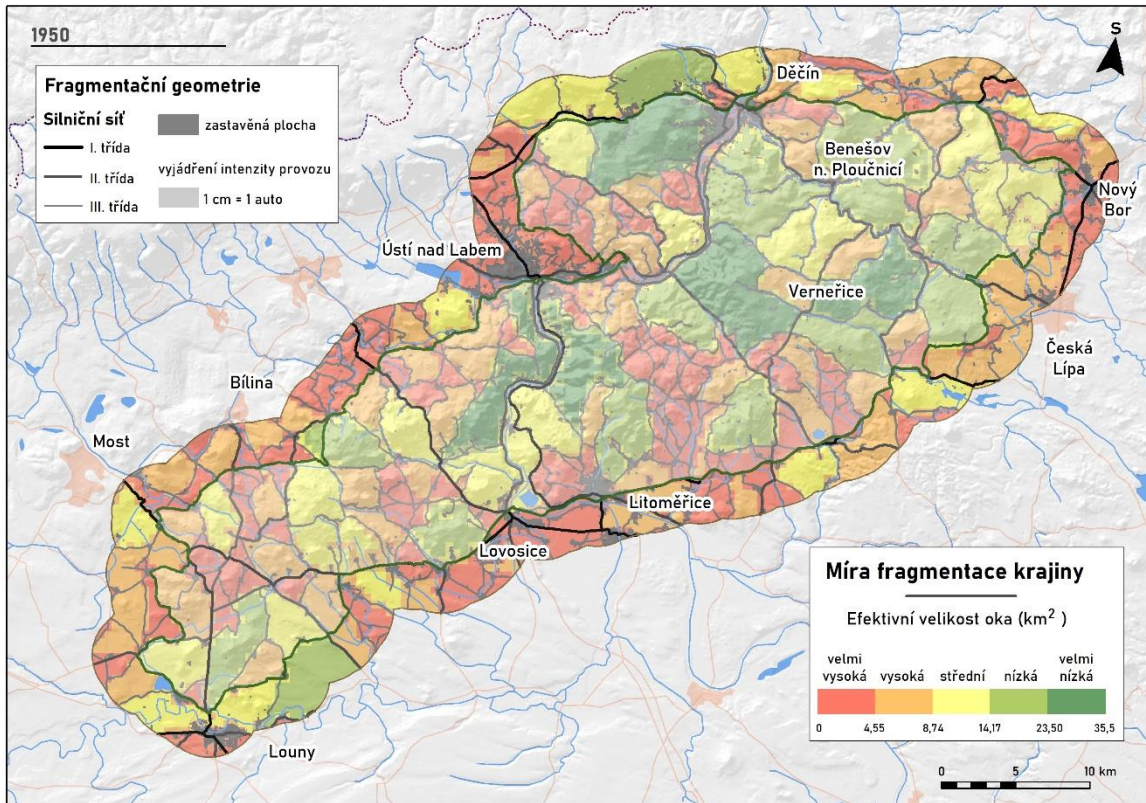 1950
Fragmentační geometrie
Silniční síť
I. třída
II. třída
III. třída
zastavěná plocha
vyjádření intenzity provozu
1 cm = 1 auto
S
Děčín
Benešov
n. Ploučnicí
Nový
Bor
Ústí nad Labem
Verneřice
Česká
Lípa
Bílina
Most
Litoměřice
Lovosice
Louny
Míra fragmentace krajiny
Efektivní velikost oka (km²)
velmi vysoká
vysoká
střední
nízká
velmi nízká
0 4,55 8,74 14,17 23,50 35,5
0 5 10 km